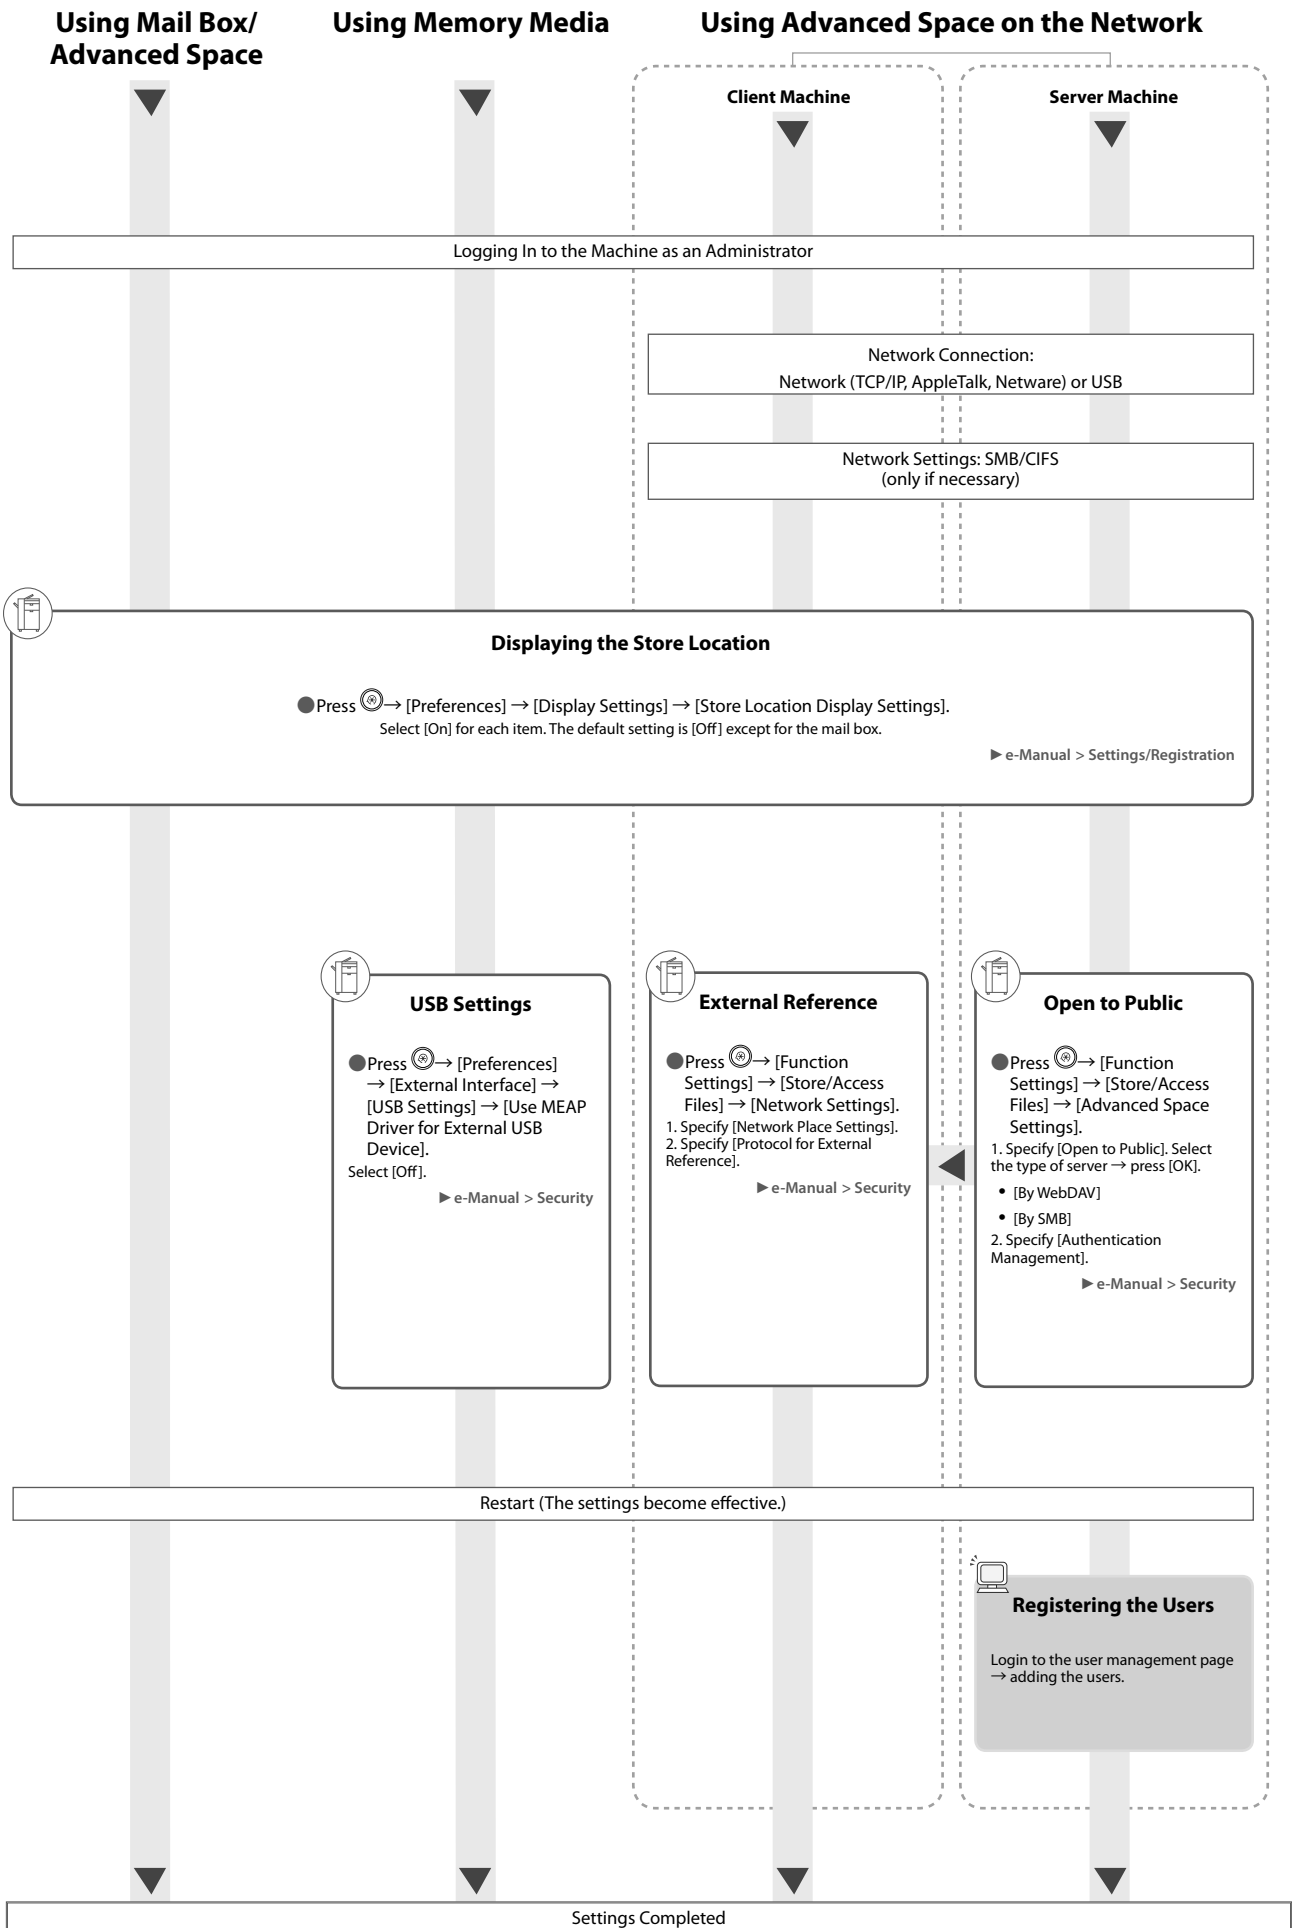 Using Mail Box/
Advanced Space
Using Memory Media
Using Advanced Space on the Network
Client Machine
Server Machine
Logging In to the Machine as an Administrator
Network Connection:
Network (TCP/IP, AppleTalk, Netware) or USB
Network Settings: SMB/CIFS
(only if necessary)
Displaying the Store Location
●Press → [Preferences] → [Display Settings] → [Store Location Display Settings].
Select [On] for each item. The default setting is [Off] except for the mail box.
►e-Manual > Settings/Registration
USB Settings
●Press → [Preferences]
→ [External Interface] →
[USB Settings] → [Use MEAP
Driver for External USB
Device].
Select [Off].
►e-Manual > Security
External Reference
●Press → [Function
Settings] → [Store/Access
Files] → [Network Settings].
1. Specify [Network Place Settings].
2. Specify [Protocol for External
Reference].
►e-Manual > Security
Open to Public
●Press → [Function
Settings] → [Store/Access
Files] → [Advanced Space
Settings].
1. Specify [Open to Public]. Select
the type of server → press [OK].
• [By WebDAV]
• [By SMB]
2. Specify [Authentication
Management].
►e-Manual > Security
Restart (The settings become effective.)
Registering the Users
Login to the user management page
→ adding the users.
Settings Completed